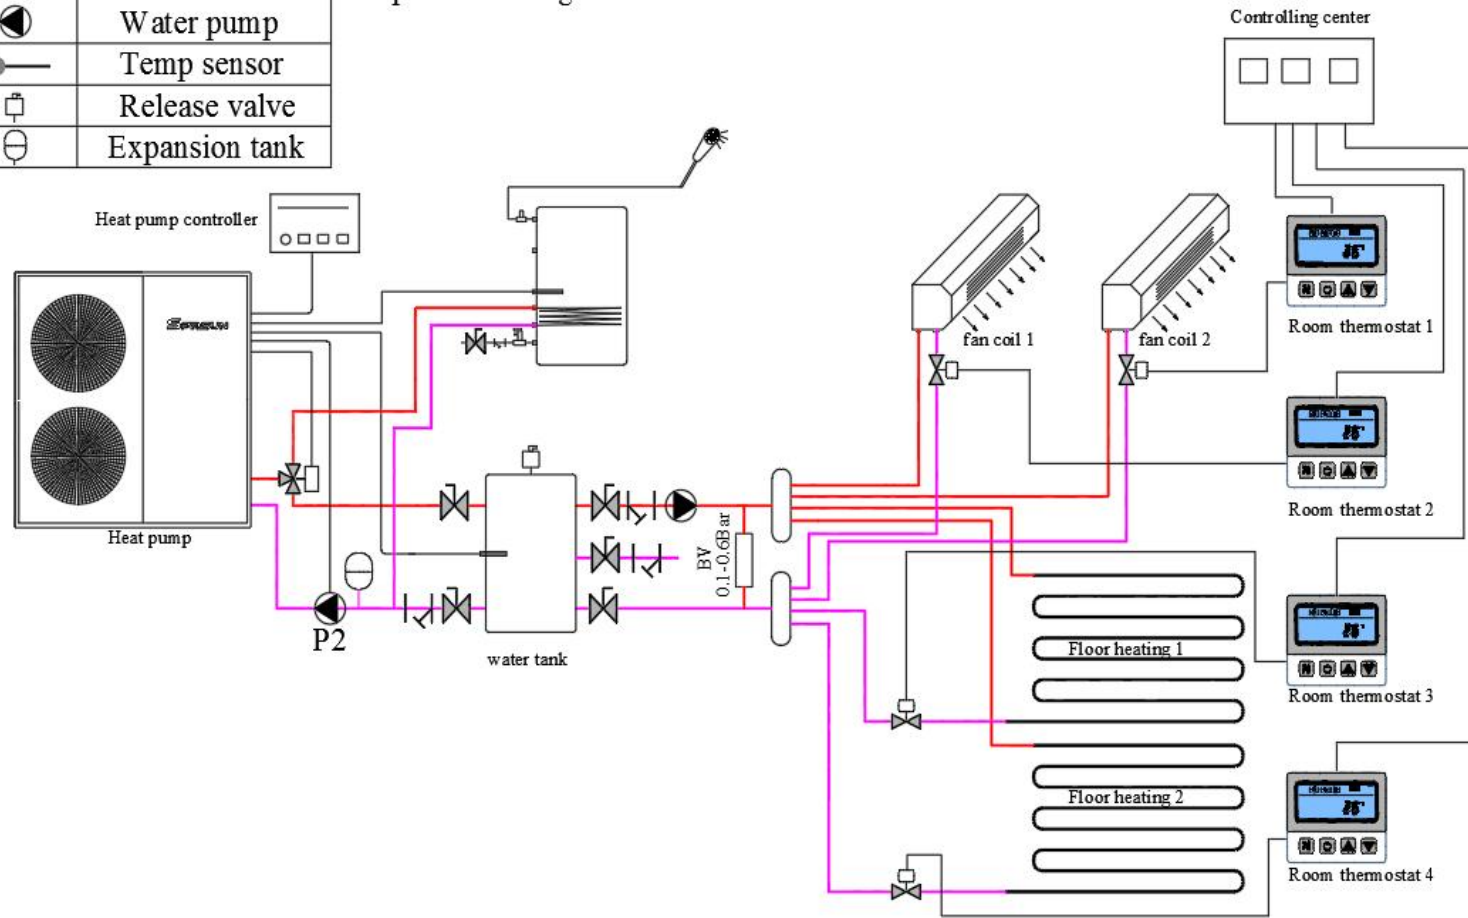 Water pump
Temp sensor
Release valve
Expansion tank
Controlling center
Heat pump controller
Room thermostat 1
fan coil 1
fan coil 2
Room thermostat 2
Heat pump
BV
0.1-0.6Bar
P2
water tank
Floor heating 1
Room thermostat 3
Floor heating 2
Room thermostat 4